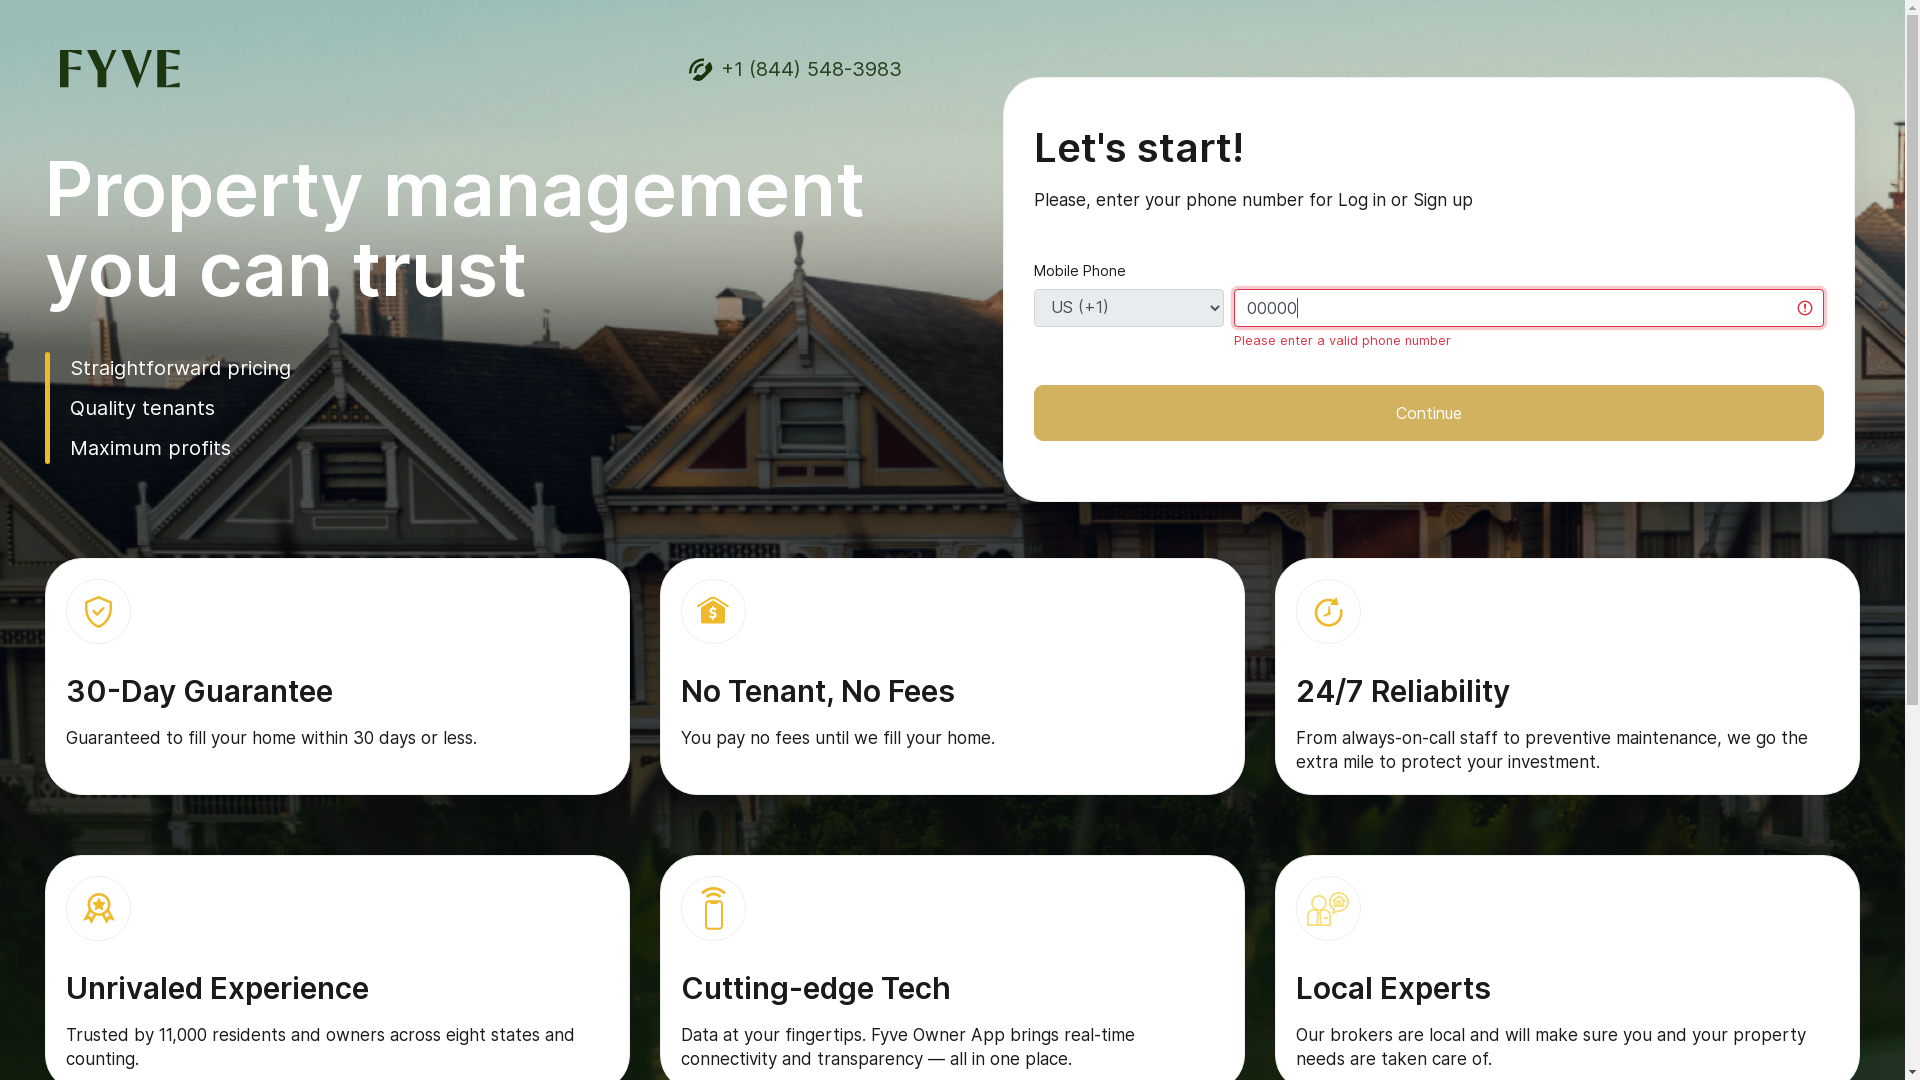 FYVE
+1 (844) 548-3983
Property management
you can trust
Straightforward pricing
Quality tenants
Maximum profits
Let's start!
Please, enter your phone number for Log in or Sign up
Mobile Phone
US (+1)
00000
Please enter a valid phone number
Continue
30-Day Guarantee
Guaranteed to fill your home within 30 days or less.
No Tenant, No Fees
You pay no fees until we fill your home.
24/7 Reliability
From always-on-call staff to preventive maintenance, we go the
extra mile to protect your investment.
Unrivaled Experience
Trusted by 11,000 residents and owners across eight states and
counting.
Cutting-edge Tech
Data at your fingertips. Fyve Owner App brings real-time
connectivity and transparency — all in one place.
Local Experts
Our brokers are local and will make sure you and your property
needs are taken care of.